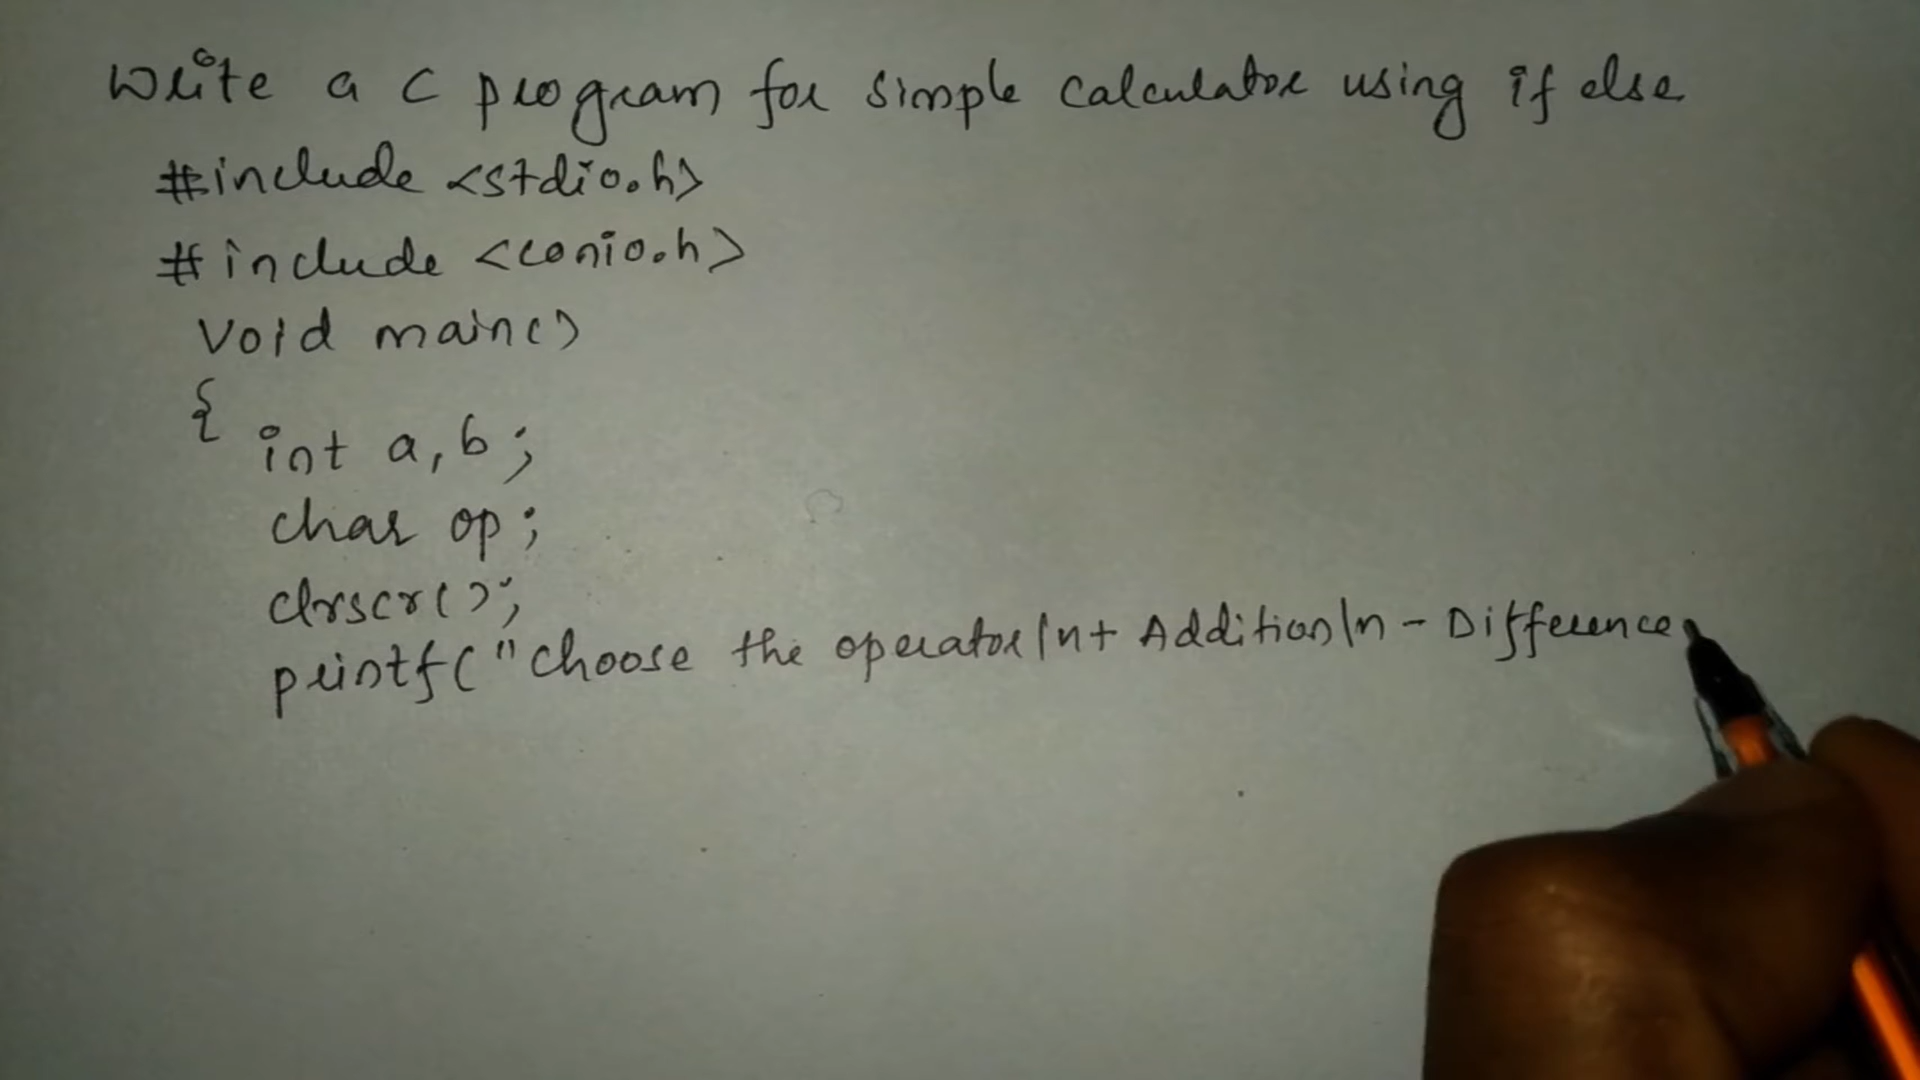 Write a C program for simple calculator using if else
#include <stdio.h>
#include <conio.h>
void main()
{
int a,b;
char op;
clrscr();
printf("Choose the operator\n+ Addition\n - Difference